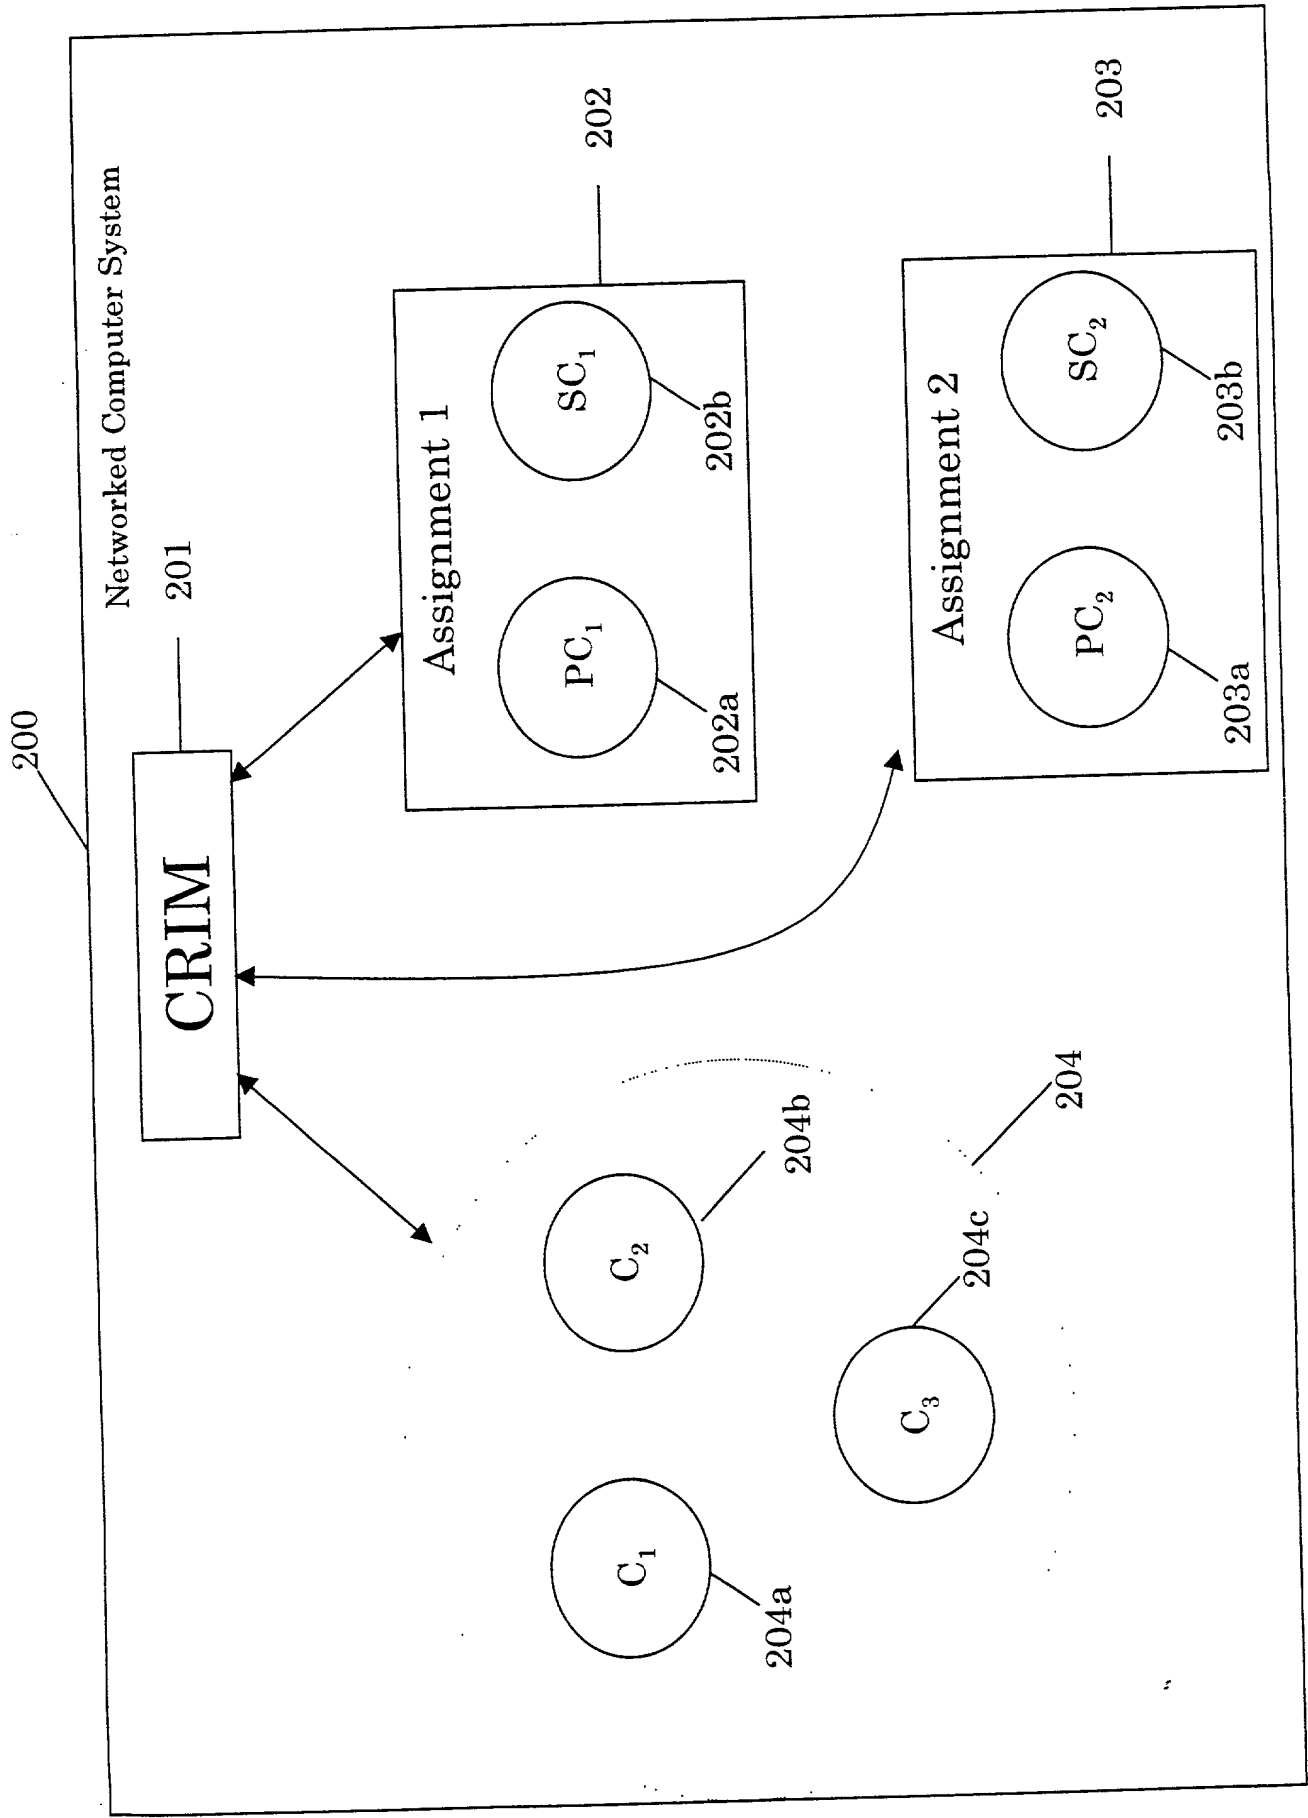 200
Networked Computer System
CRIM
201
Assignment 1
PC1
SC1
202
202a
202b
C1
C2
204a
204b
C3
204c
204
Assignment 2
PC2
SC2
203
203a
203b